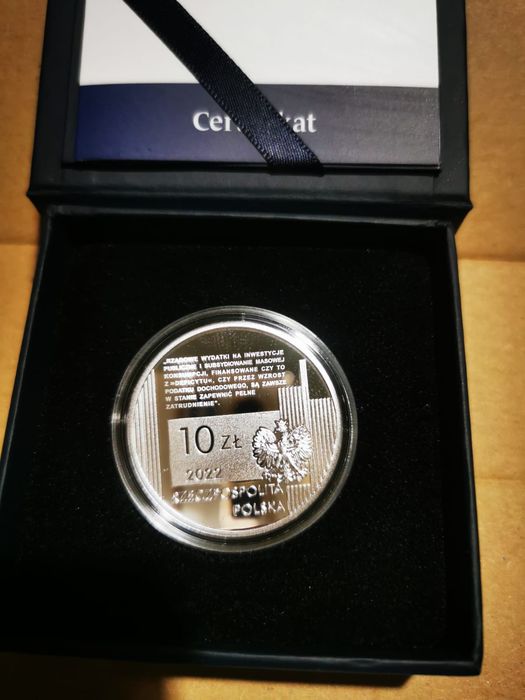 Certyfikat
„RZĄDOWE WYDATKI NA INWESTYCJE
PUBLICZNE I SUBSYDIOWANIE MASOWEJ
KONSUMPCJI, FINANSOWANE CZY TO
Z »DEFICYTU«, CZY PRZEZ WZROST
PODATKU DOCHODOWEGO, SĄ ZAWSZE
W STANIE ZAPEWNIĆ PEŁNE
ZATRUDNIENIE”.
10 ZŁ
2022
RZECZPOSPOLITA
POLSKA